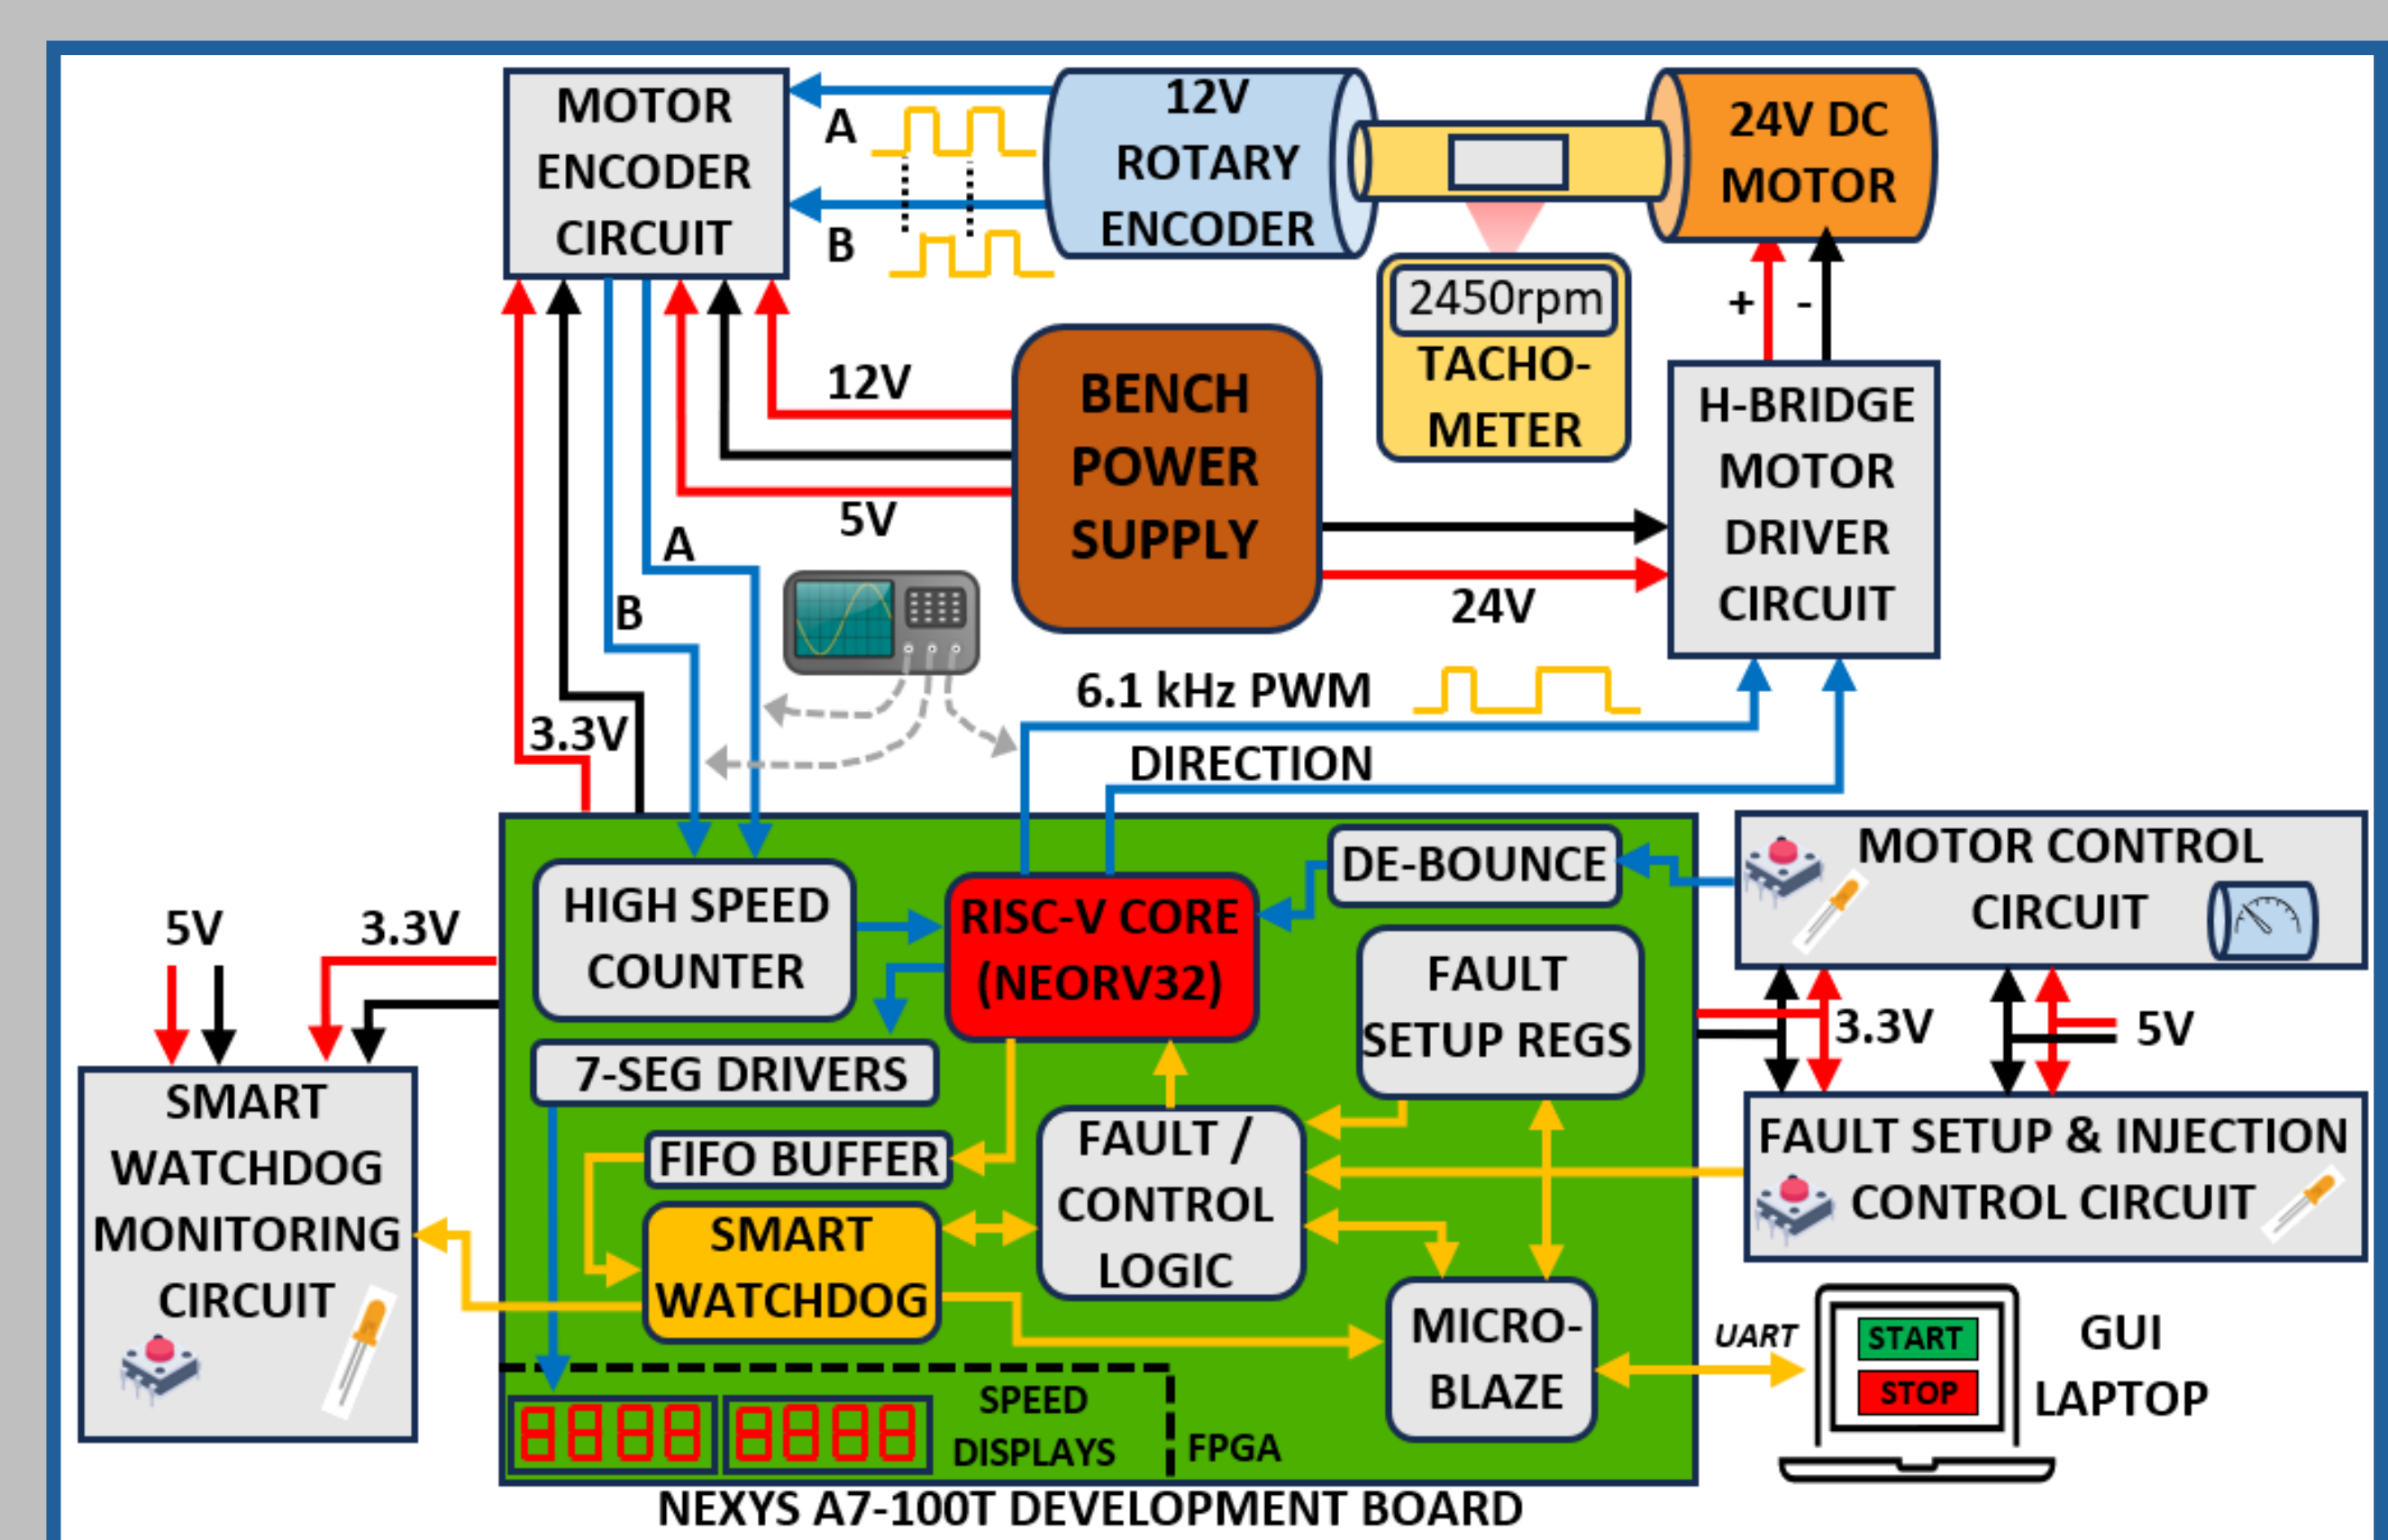 MOTOR
ENCODER
CIRCUIT
A
B
12V
ROTARY
ENCODER
24V DC
MOTOR
2450rpm
TACHO-
METER
+ -
12V
5V
BENCH
POWER
SUPPLY
24V
H-BRIDGE
MOTOR
DRIVER
CIRCUIT
A
B
3.3V
6.1 kHz PWM
DIRECTION
HIGH SPEED
COUNTER
RISC-V CORE
(NEORV32)
DE-BOUNCE
MOTOR CONTROL
CIRCUIT
FAULT
SETUP REGS
3.3V
5V
5V
3.3V
SMART
WATCHDOG
MONITORING
CIRCUIT
7-SEG DRIVERS
FIFO BUFFER
SMART
WATCHDOG
FAULT /
CONTROL
LOGIC
FAULT SETUP & INJECTION
CONTROL CIRCUIT
MICRO-
BLAZE
UART
START
STOP
GUI
LAPTOP
8888 8888
SPEED
DISPLAYS
FPGA
NEXYS A7-100T DEVELOPMENT BOARD